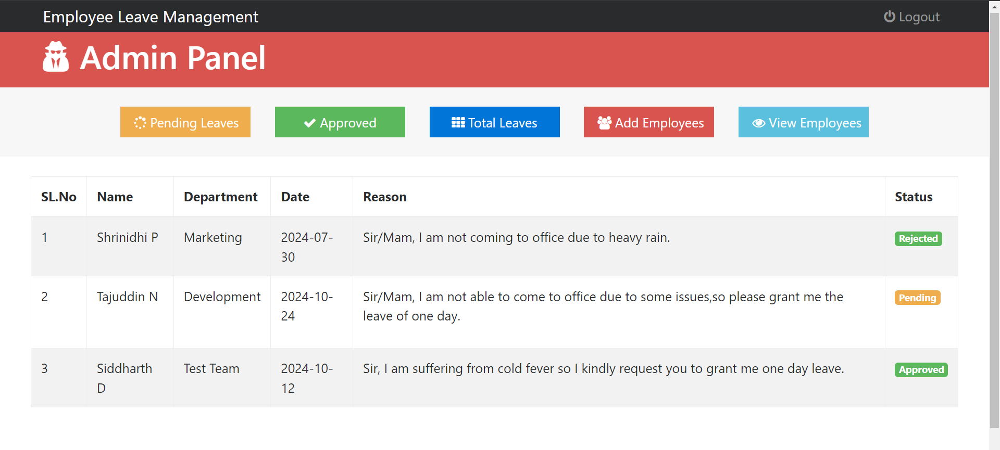 Employee Leave Management
Logout
Admin Panel
Pending Leaves
Approved
Total Leaves
Add Employees
View Employees
SL.No Name Department Date Reason Status
1 Shrinidhi P Marketing 2024-07- Sir/Mam, I am not coming to office due to heavy rain. Rejected
30
2 Tajuddin N Development 2024-10- Sir/Mam, I am not able to come to office due to some issues,so please grant me the Pending
24 leave of one day.
3 Siddharth Test Team 2024-10- Sir, I am suffering from cold fever so I kindly request you to grant me one day leave. Approved
D 12